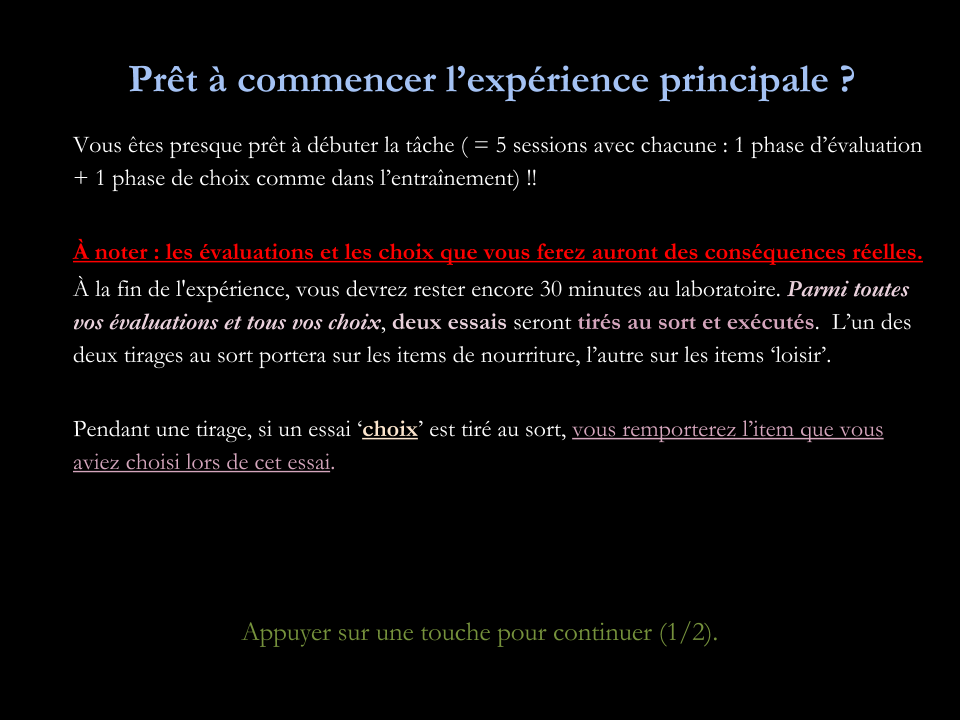 Prêt à commencer l’expérience principale ?
Vous êtes presque prêt à débuter la tâche ( = 5 sessions avec chacune : 1 phase d’évaluation
+ 1 phase de choix comme dans l’entraînement) !!
À noter : les évaluations et les choix que vous ferez auront des conséquences réelles.
À la fin de l'expérience, vous devrez rester encore 30 minutes au laboratoire. Parmi toutes
vos évaluations et tous vos choix, deux essais seront tirés au sort et exécutés. L’un des
deux tirages au sort portera sur les items de nourriture, l’autre sur les items ‘loisir’.
Pendant une tirage, si un essai ‘choix’ est tiré au sort, vous remporterez l’item que vous
aviez choisi lors de cet essai.
Appuyer sur une touche pour continuer (1/2).